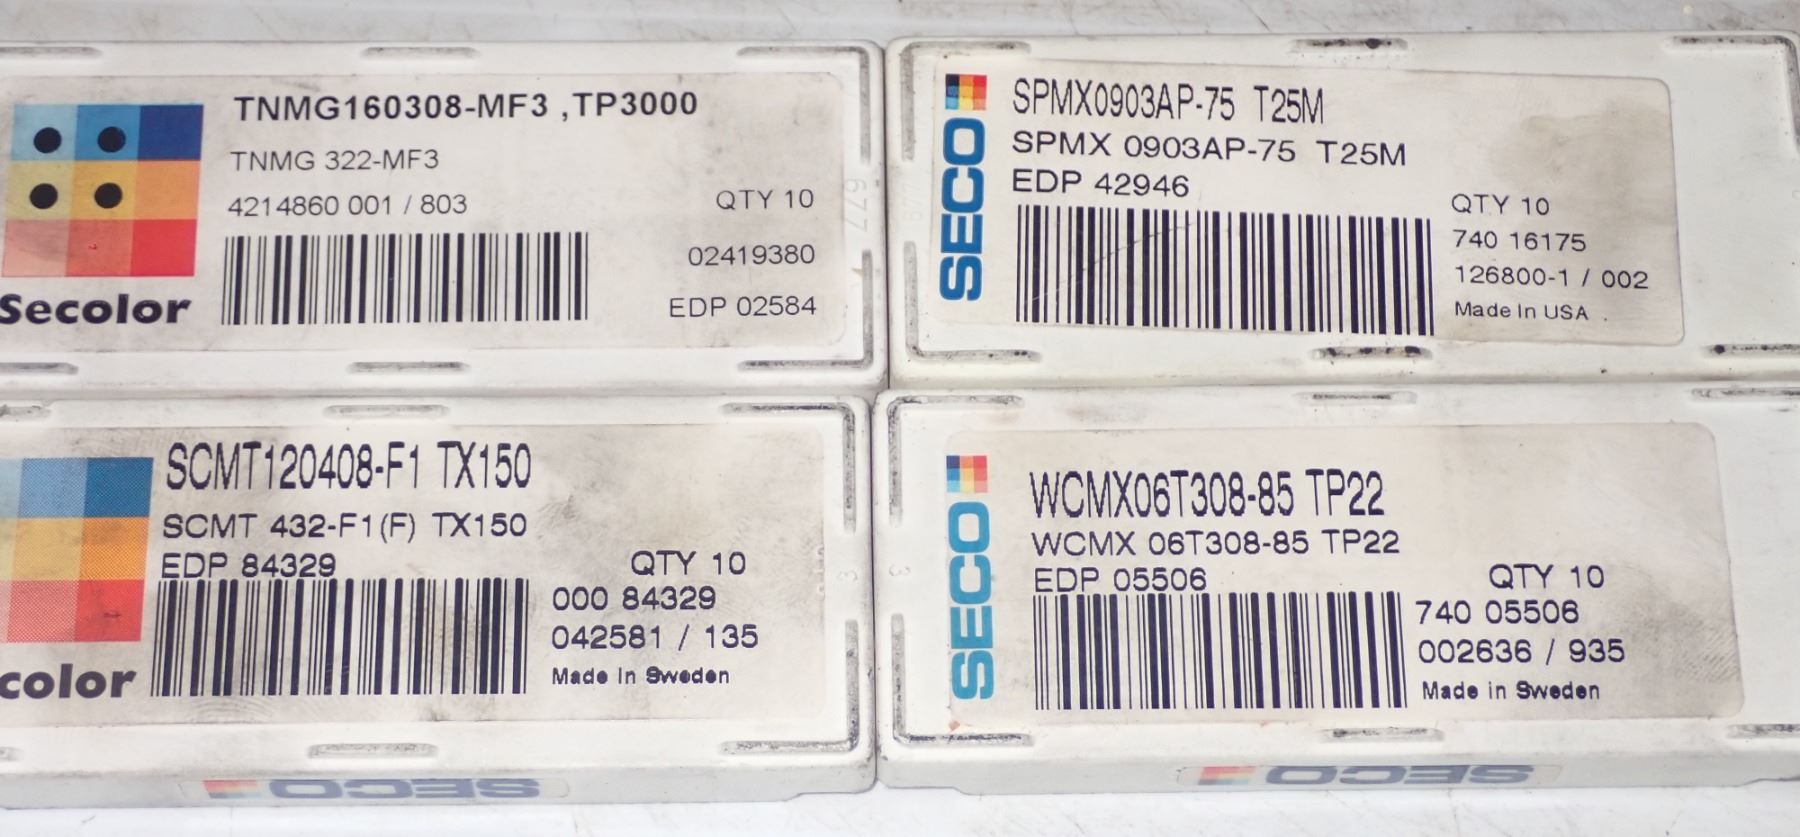 TNMG160308-MF3 ,TP3000
TNMG 322-MF3
4214860 001 / 803
QTY 10
02419380
EDP 02584
Secolor
SECO
SPMX0903AP-75 T25M
SPMX 0903AP-75 T25M
EDP 42946
QTY 10
740 16175
126800-1 / 002
Made In USA
SCMT120408-F1 TX150
SCMT 432-F1(F) TX150
EDP 84329
QTY 10
000 84329
042581 / 135
Made in Sweden
color
SECO
SECO
WCMX06T308-85 TP22
WCMX 06T308-85 TP22
EDP 05506
QTY 10
740 05506
002636 / 935
Made in Sweden
SECO